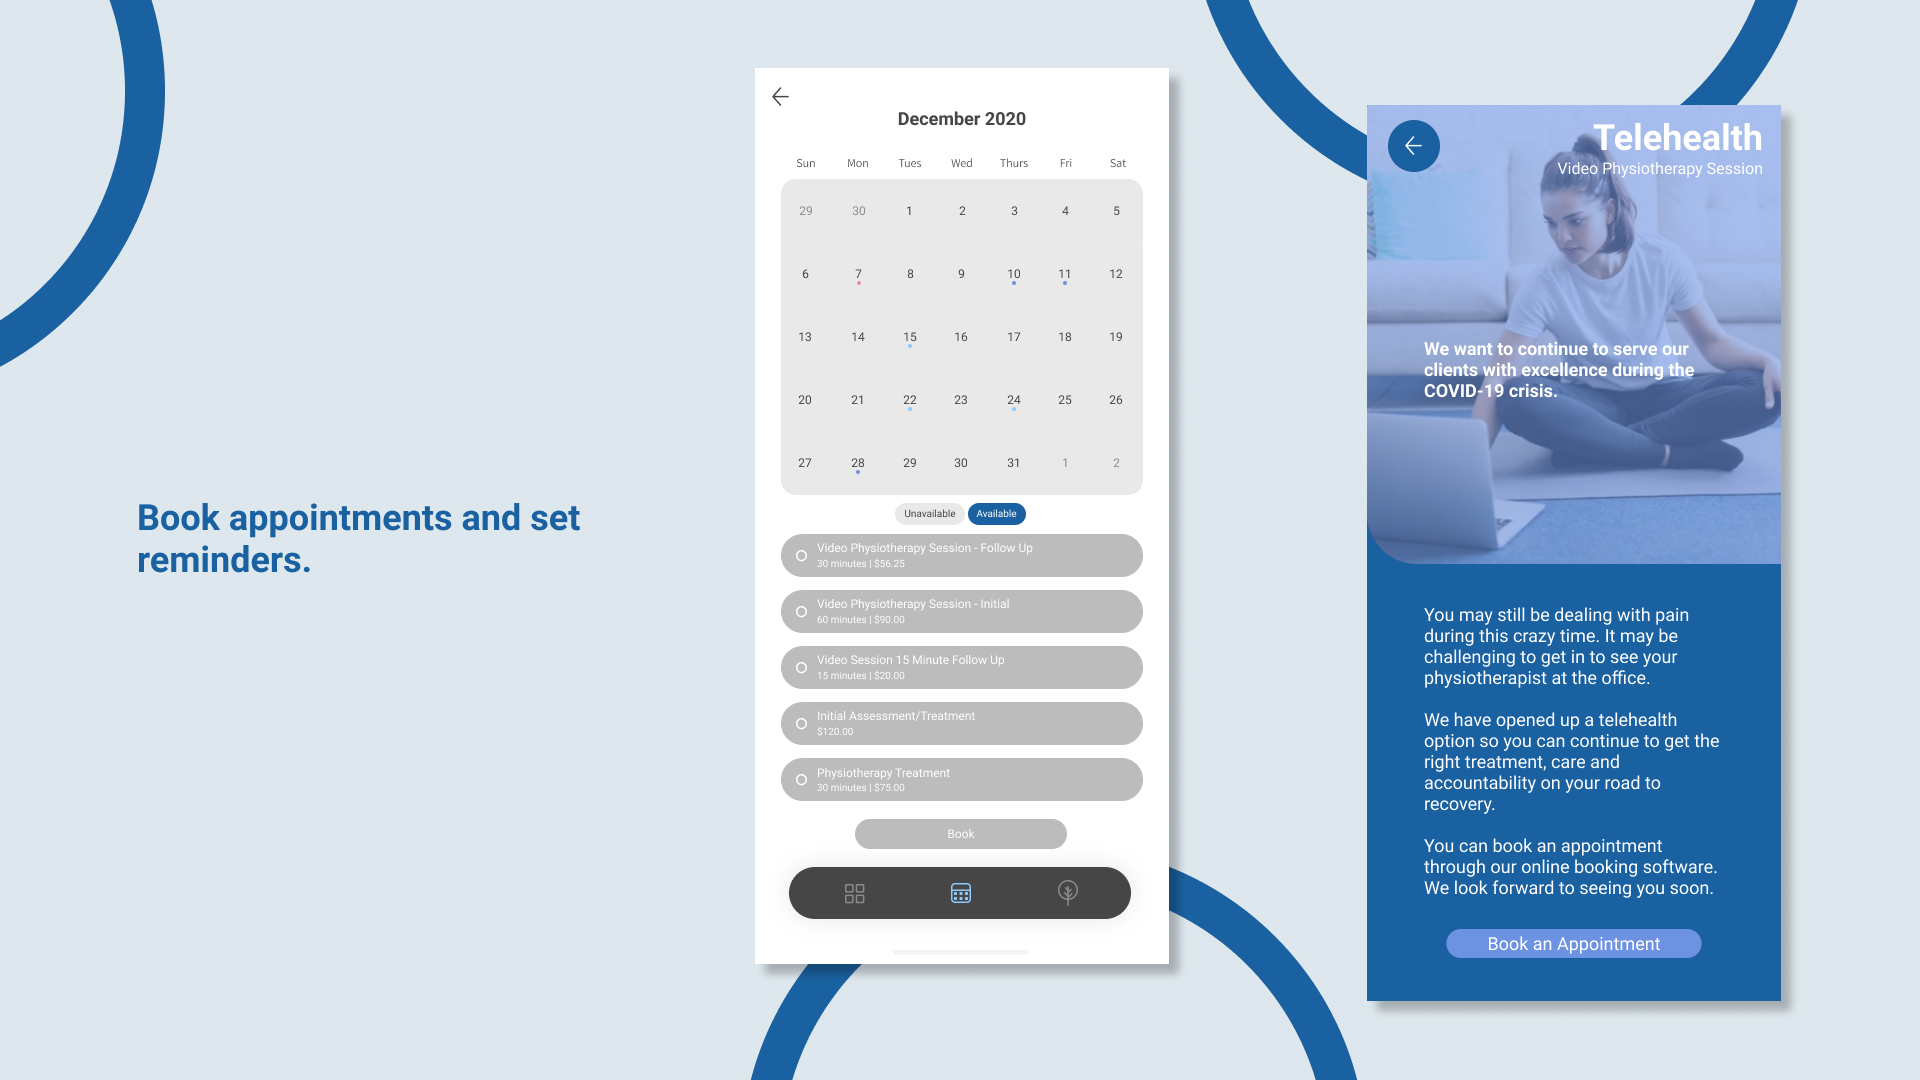 Book appointments and set
reminders.
December 2020
Sun Mon Tues Wed Thurs Fri Sat
29 30 1 2 3 4 5
6 7 8 9 10 11 12
13 14 15 16 17 18 19
20 21 22 23 24 25 26
27 28 29 30 31 1 2
Unavailable Available
Video Physiotherapy Session - Follow Up
30 minutes | $56.25
Video Physiotherapy Session - Initial
60 minutes | $90.00
Video Session 15 Minute Follow Up
15 minutes | $20.00
Initial Assessment/Treatment
$120.00
Physiotherapy Treatment
30 minutes | $75.00
Book
Telehealth
Video Physiotherapy Session
We want to continue to serve our
clients with excellence during the
COVID-19 crisis.
You may still be dealing with pain
during this crazy time. It may be
challenging to get in to see your
physiotherapist at the office.
We have opened up a telehealth
option so you can continue to get the
right treatment, care and
accountability on your road to
recovery.
You can book an appointment
through our online booking software.
We look forward to seeing you soon.
Book an Appointment